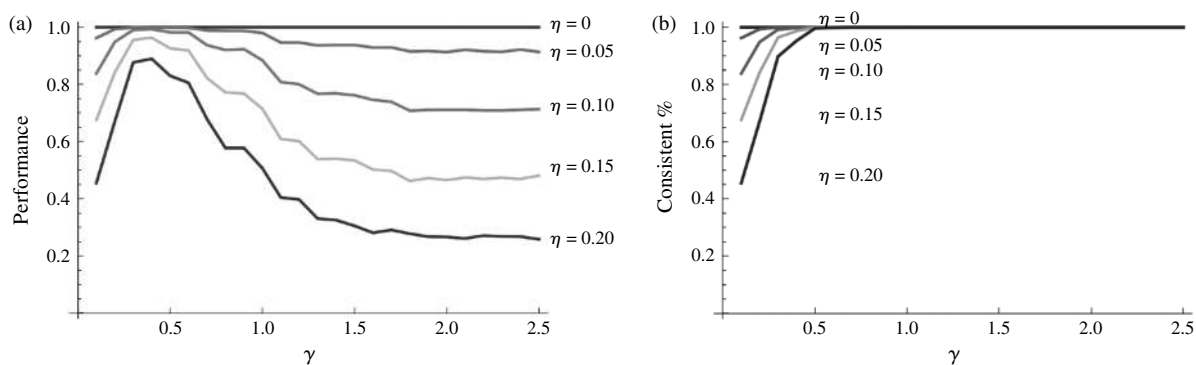 (a)
Performance
1.0
0.8
0.6
0.4
0.2
0.5
1.0
1.5
2.0
2.5
γ
η = 0
η = 0.05
η = 0.10
η = 0.15
η = 0.20
(b)
Consistent %
1.0
0.8
0.6
0.4
0.2
0.5
1.0
1.5
2.0
2.5
γ
η = 0
η = 0.05
η = 0.10
η = 0.15
η = 0.20